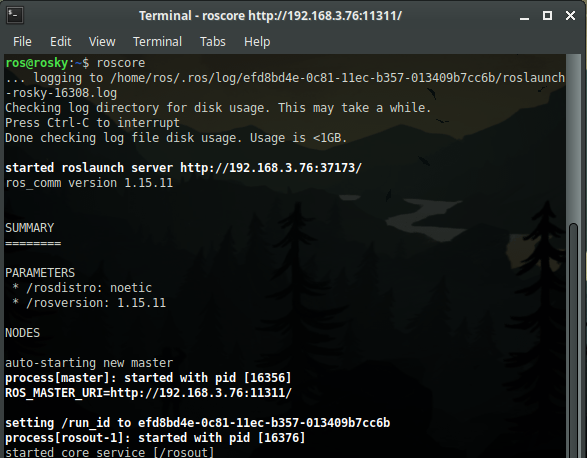 Terminal - roscore http://192.168.3.76:11311/
File Edit View Terminal Tabs Help
ros@rosky:~$ roscore
... logging to /home/ros/.ros/log/efd8bd4e-0c81-11ec-b357-013409b7cc6b/roslaunch
-rosky-16308.log
Checking log directory for disk usage. This may take a while.
Press Ctrl-C to interrupt
Done checking log file disk usage. Usage is <1GB.
started roslaunch server http://192.168.3.76:37173/
ros_comm version 1.15.11
SUMMARY
========
PARAMETERS
* /rosdistro: noetic
* /rosversion: 1.15.11
NODES
auto-starting new master
process[master]: started with pid [16356]
ROS_MASTER_URI=http://192.168.3.76:11311/
setting /run_id to efd8bd4e-0c81-11ec-b357-013409b7cc6b
process[rosout-1]: started with pid [16376]
started core service [/rosout]